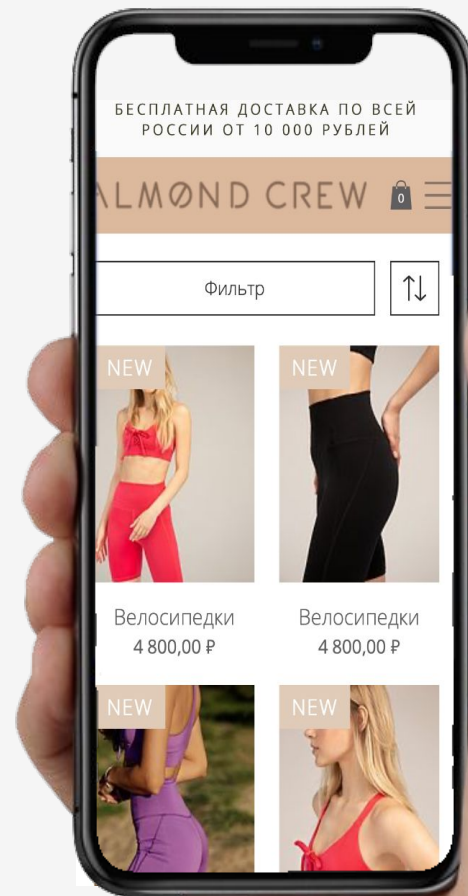 БЕСПЛАТНАЯ ДОСТАВКА ПО ВСЕЙ
РОССИИ ОТ 10 000 РУБЛЕЙ
ALMØND CREW
0
Фильтр
NEW
NEW
Велосипедки
Велосипедки
4 800,00 ₽
4 800,00 ₽
NEW
NEW